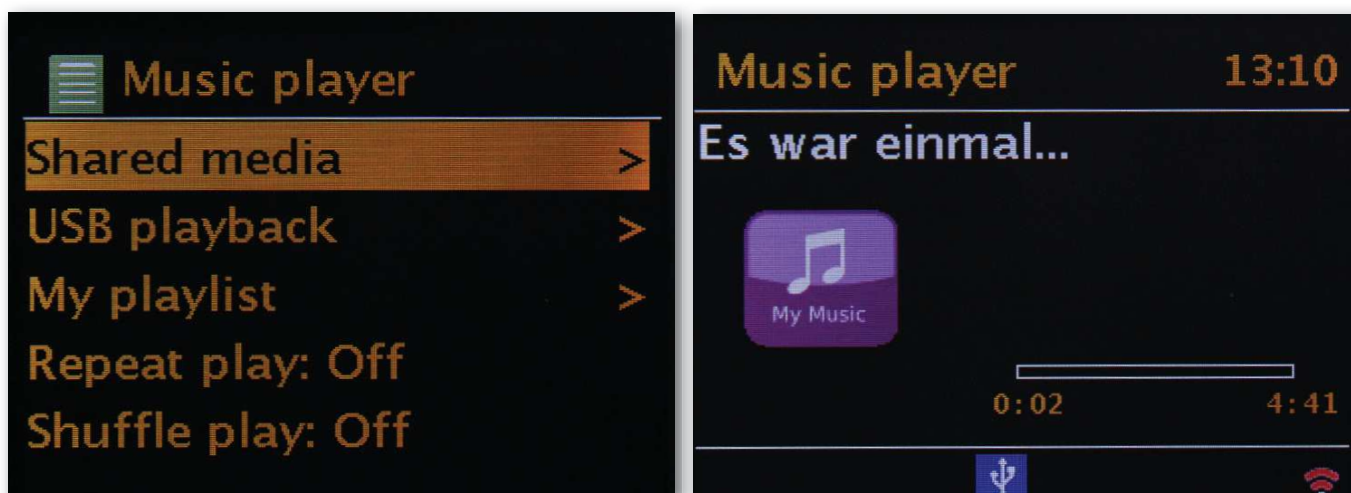 Music player
Shared media >
USB playback >
My playlist >
Repeat play: Off
Shuffle play: Off
Music player 13:10
Es war einmal...
My Music
0:02 4:41